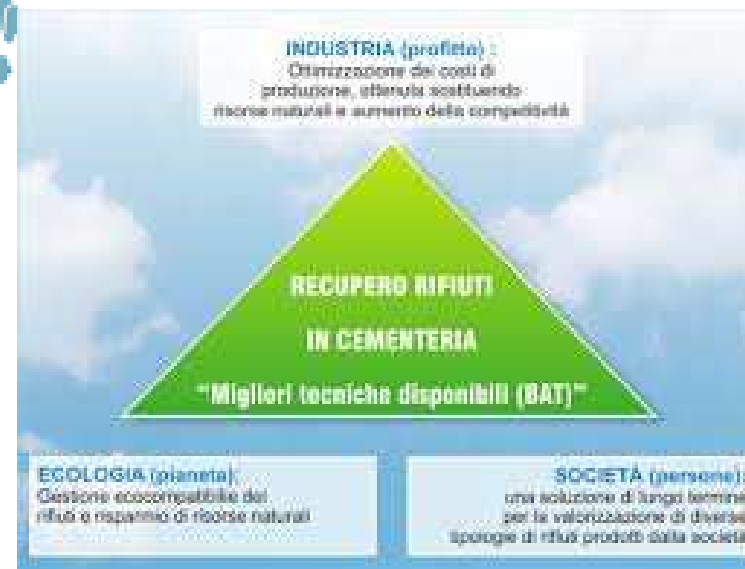 INDUSTRIA (profitto) :
Ottimizzazione dei costi di
produzione, ottenuta sostituendo
risorse naturali e aumento della competitività
RECUPERO RIFIUTI
IN CEMENTERIA
"Migliori tecniche disponibili (BAT)"
ECOLOGIA (pianeta):
Gestione ecocompatibile dei
rifiuti e risparmio di risorse naturali
SOCIETÀ (persone):
una soluzione di lungo termine
per la valorizzazione di diverse
tipologie di rifiuti prodotti dalla società